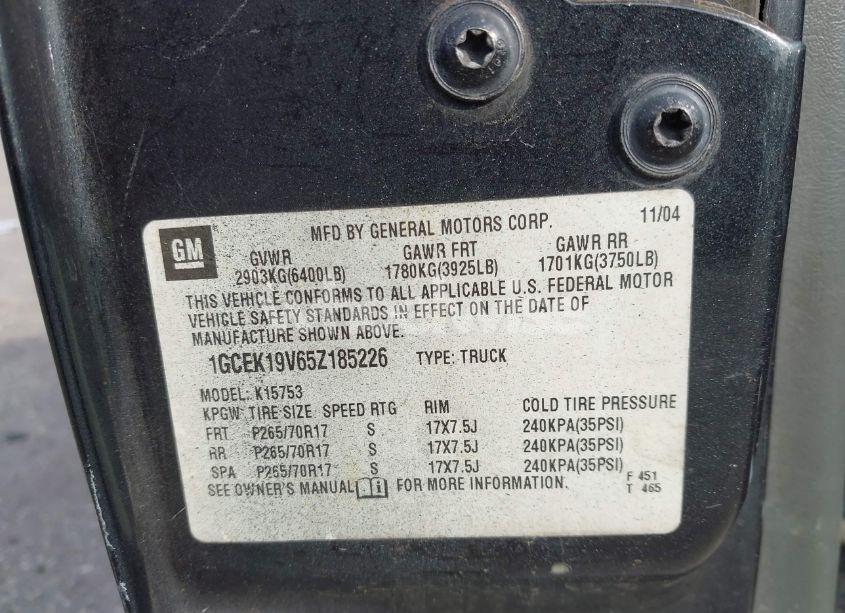 GM
MFD BY GENERAL MOTORS CORP.
11/04
GVWR GAWR FRT GAWR RR
2903KG(6400LB) 1780KG(3925LB) 1701KG(3750LB)
THIS VEHICLE CONFORMS TO ALL APPLICABLE U.S. FEDERAL MOTOR
VEHICLE SAFETY STANDARDS IN EFFECT ON THE DATE OF
MANUFACTURE SHOWN ABOVE.
1GCEK19V65Z185226 TYPE: TRUCK
MODEL: K15753
KPGW TIRE SIZE SPEED RTG RIM COLD TIRE PRESSURE
FRT P265/70R17 S 17X7.5J 240KPA(35PSI)
RR P265/70R17 S 17X7.5J 240KPA(35PSI)
SPA P265/70R17 S 17X7.5J 240KPA(35PSI)
SEE OWNER'S MANUAL FOR MORE INFORMATION.
F 451
T 465